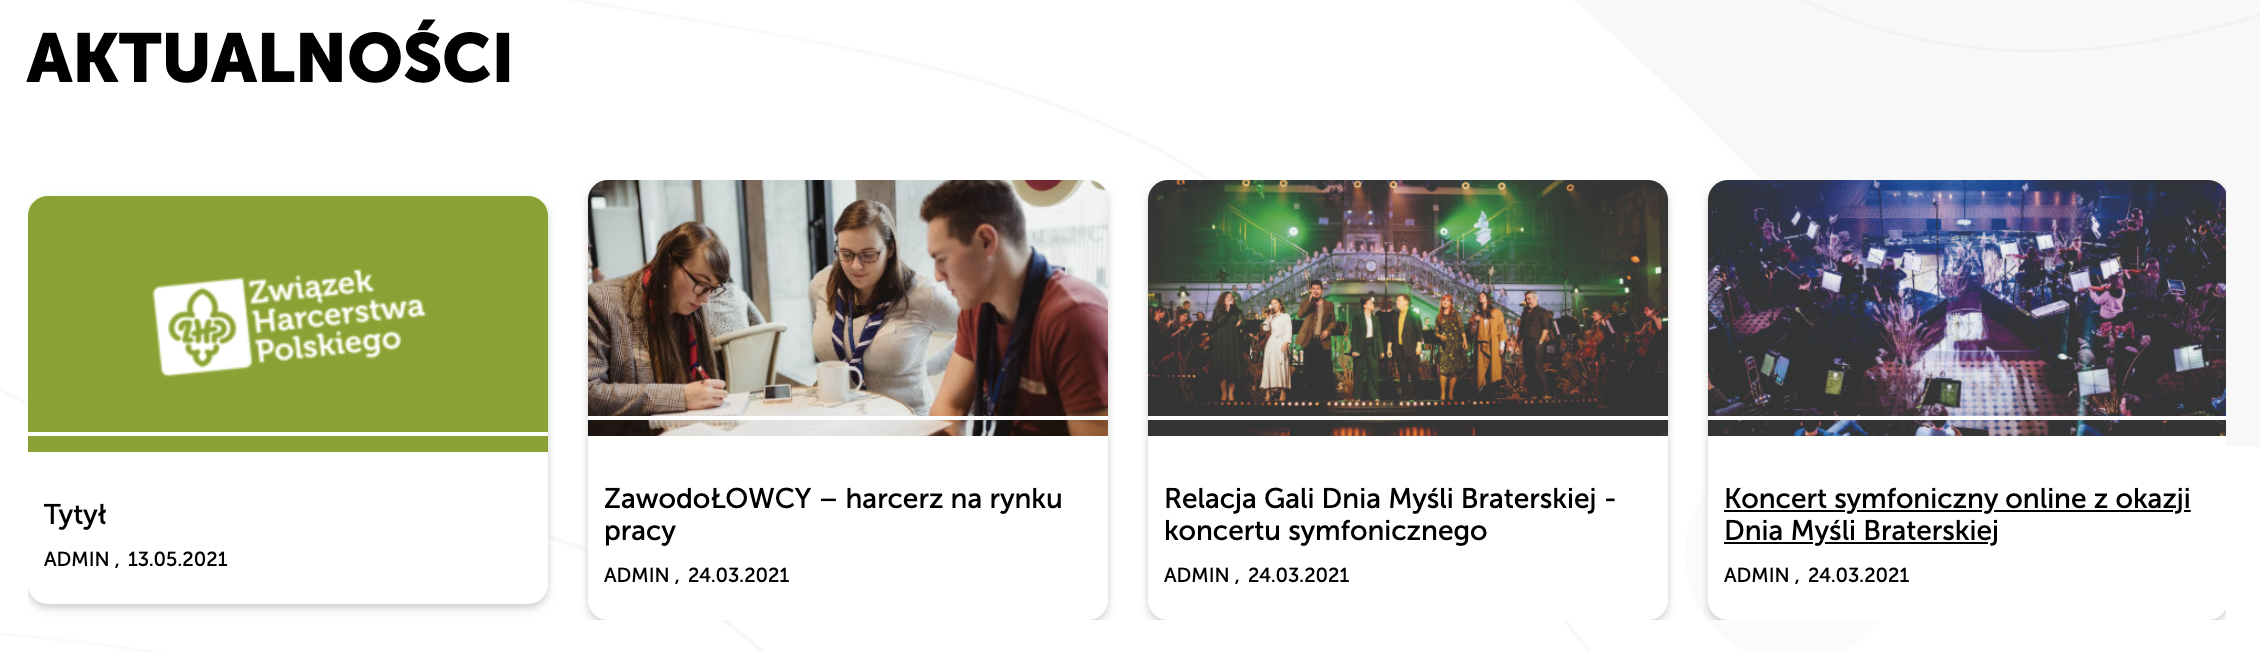 AKTUALNOŚCI
Związek
Harcerstwa
Polskiego
Tytył
ADMIN , 13.05.2021
ZawodoŁOWCY – harcerz na rynku
pracy
ADMIN , 24.03.2021
Relacja Gali Dnia Myśli Braterskiej -
koncertu symfonicznego
ADMIN , 24.03.2021
Koncert symfoniczny online z okazji
Dnia Myśli Braterskiej
ADMIN , 24.03.2021